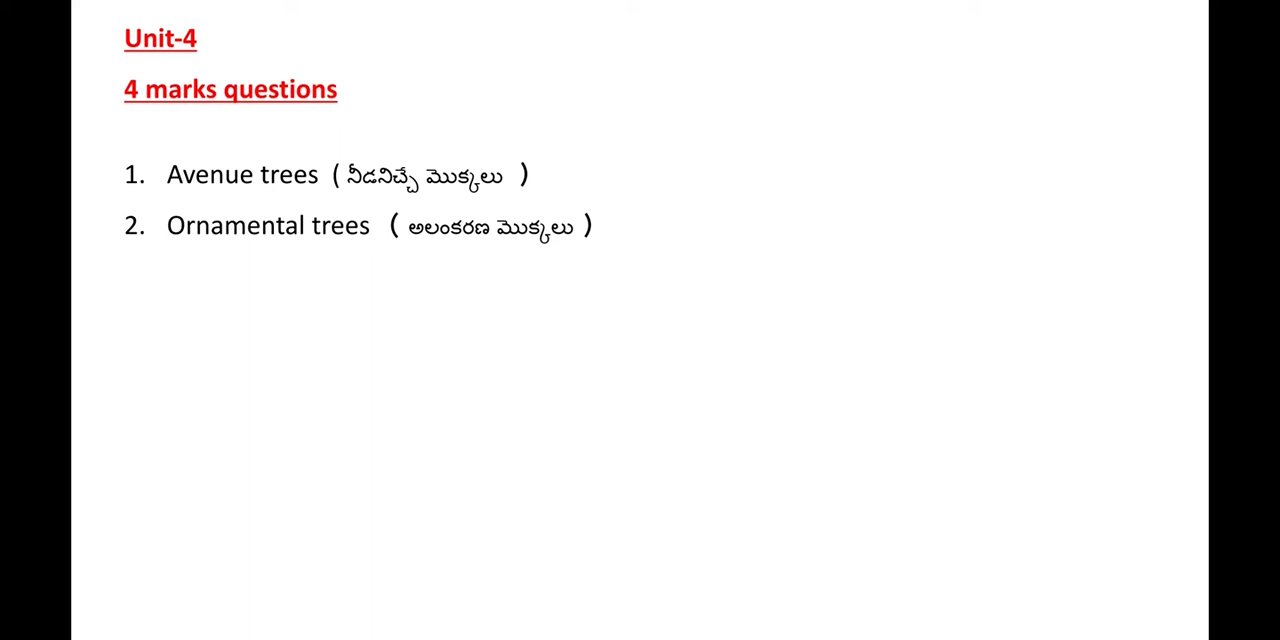 Unit-4
4 marks questions
1. Avenue trees ( నీడనిచ్చే మొక్కలు )
2. Ornamental trees ( అలంకరణ మొక్కలు )